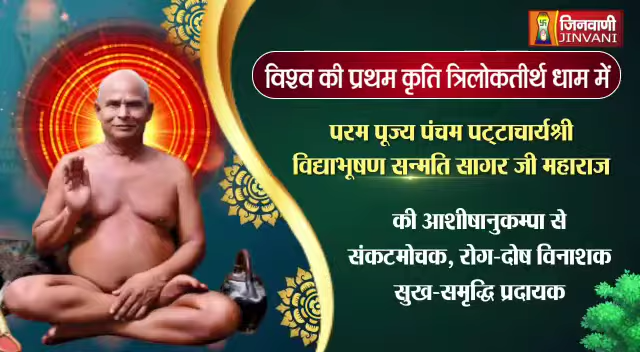 जिनवाणी
JINVANI
विश्व की प्रथम कृति त्रिलोकतीर्थ धाम में
परम पूज्य पंचम पट्टाचार्यश्री
विद्याभूषण सन्मति सागर जी महाराज
की आशीषानुकम्पा से
संकटमोचक, रोग-दोष विनाशक
सुख-समृद्धि प्रदायक